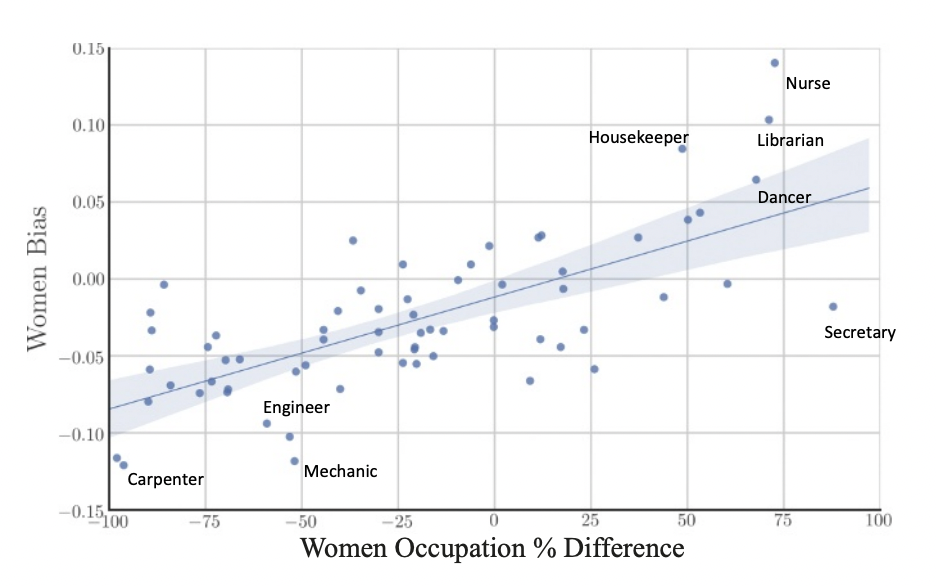 0.15
Nurse
0.10
Housekeeper
Librarian
0.05
Dancer
Women Bias
0.00
Secretary
−0.05
Engineer
−0.10
Mechanic
Carpenter
−0.15
−100 −75 −50 −25 0 25 50 75 100
Women Occupation % Difference